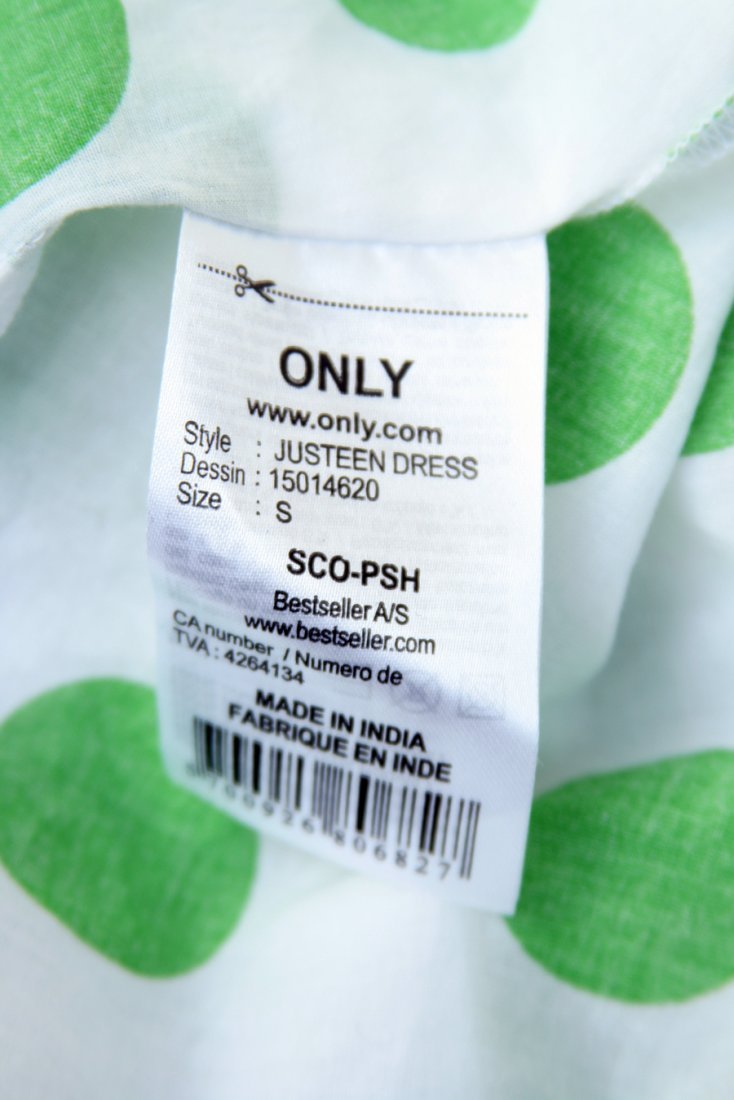 ONLY
www.only.com
Style : JUSTEEN DRESS
Dessin : 15014620
Size : S
SCO-PSH
Bestseller A/S
www.bestseller.com
CA number / Numero de
TVA : 4264134
MADE IN INDIA
FABRIQUE EN INDE
5700926806827